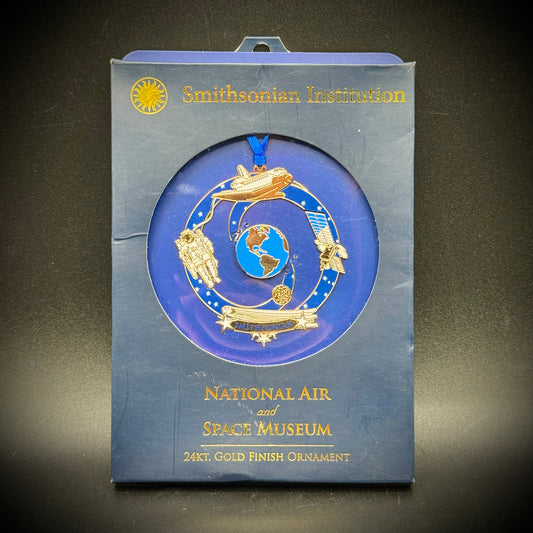 Smithsonian Institution
SMITHSONIAN
NATIONAL AIR
and
SPACE MUSEUM
24KT. GOLD FINISH ORNAMENT